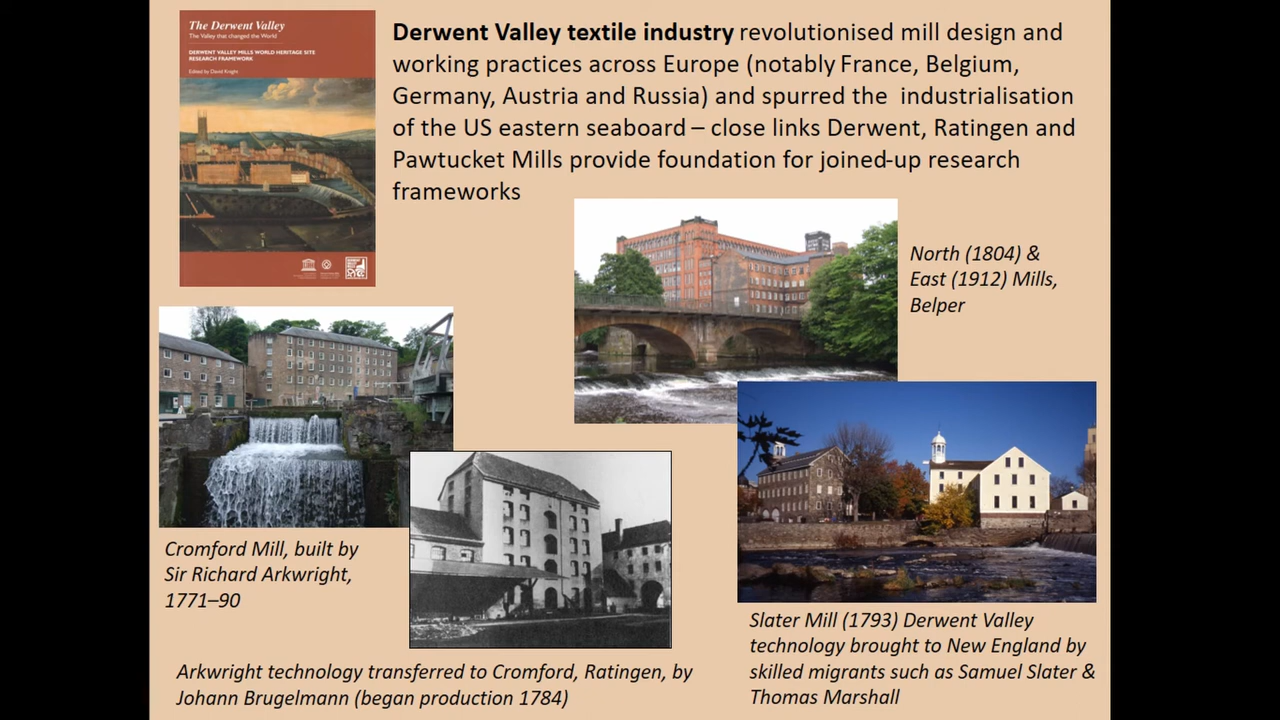 The Derwent Valley
The Valley that changed the World
DERWENT VALLEY MILLS WORLD HERITAGE SITE
RESEARCH FRAMEWORK
Edited by David Knight
Derwent Valley textile industry revolutionised mill design and
working practices across Europe (notably France, Belgium,
Germany, Austria and Russia) and spurred the industrialisation
of the US eastern seaboard – close links Derwent, Ratingen and
Pawtucket Mills provide foundation for joined-up research
frameworks
North (1804) &
East (1912) Mills,
Belper
Cromford Mill, built by
Sir Richard Arkwright,
1771–90
Arkwright technology transferred to Cromford, Ratingen, by
Johann Brugelmann (began production 1784)
Slater Mill (1793) Derwent Valley
technology brought to New England by
skilled migrants such as Samuel Slater &
Thomas Marshall